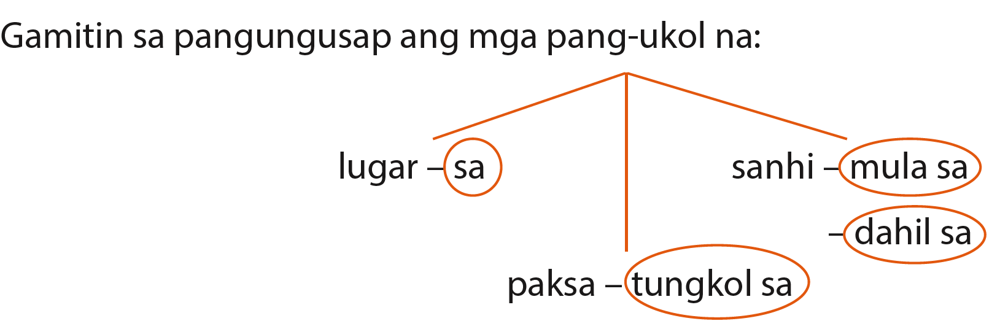 Gamitin sa pangungusap ang mga pang-ukol na:
lugar – sa
sanhi – mula sa
– dahil sa
paksa – tungkol sa